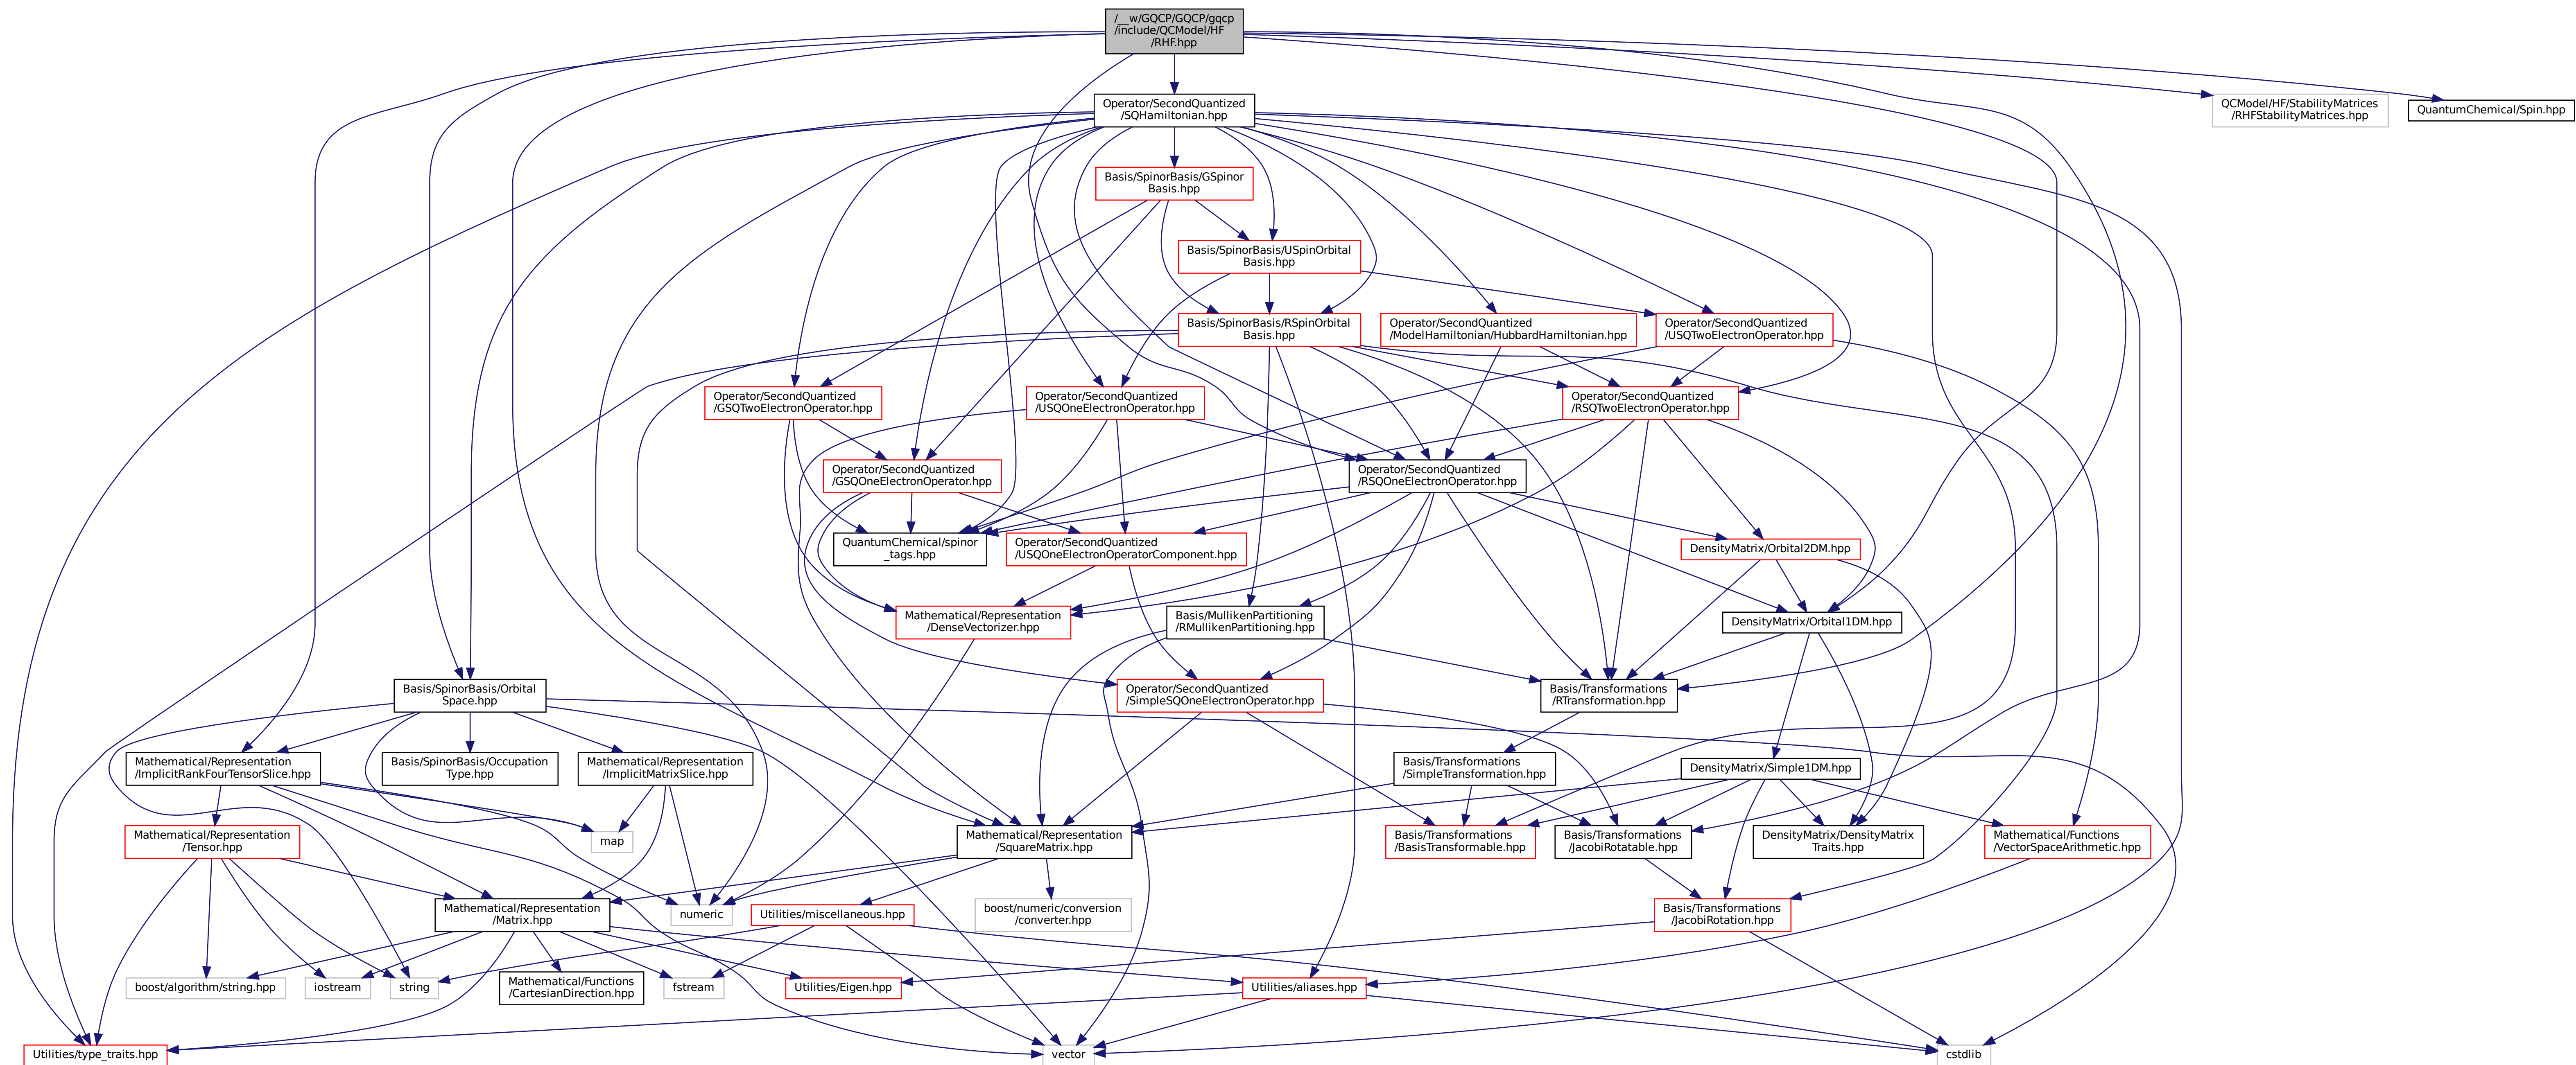 /__w/GQCP/GQCP/gqcp
/include/QCModel/HF
/RHF.hpp
Operator/SecondQuantized
/SQHamiltonian.hpp
QCModel/HF/StabilityMatrices
/RHFStabilityMatrices.hpp
QuantumChemical/Spin.hpp
Basis/SpinorBasis/GSpinor
Basis.hpp
Basis/SpinorBasis/USpinOrbital
Basis.hpp
Basis/SpinorBasis/RSpinOrbital
Basis.hpp
Operator/SecondQuantized
/ModelHamiltonian/HubbardHamiltonian.hpp
Operator/SecondQuantized
/USQTwoElectronOperator.hpp
Operator/SecondQuantized
/GSQTwoElectronOperator.hpp
Operator/SecondQuantized
/USQOneElectronOperator.hpp
Operator/SecondQuantized
/RSQTwoElectronOperator.hpp
Operator/SecondQuantized
/GSQOneElectronOperator.hpp
Operator/SecondQuantized
/RSQOneElectronOperator.hpp
QuantumChemical/spinor
_tags.hpp
Operator/SecondQuantized
/USQOneElectronOperatorComponent.hpp
DensityMatrix/Orbital2DM.hpp
Mathematical/Representation
/DenseVectorizer.hpp
Basis/MullikenPartitioning
/RMullikenPartitioning.hpp
DensityMatrix/Orbital1DM.hpp
Basis/SpinorBasis/Orbital
Space.hpp
Operator/SecondQuantized
/SimpleSQOneElectronOperator.hpp
Basis/Transformations
/RTransformation.hpp
Mathematical/Representation
/ImplicitRankFourTensorSlice.hpp
Basis/SpinorBasis/Occupation
Type.hpp
Mathematical/Representation
/ImplicitMatrixSlice.hpp
Basis/Transformations
/SimpleTransformation.hpp
DensityMatrix/Simple1DM.hpp
Mathematical/Representation
/Tensor.hpp
map
Mathematical/Representation
/SquareMatrix.hpp
Basis/Transformations
/BasisTransformable.hpp
Basis/Transformations
/JacobiRotatable.hpp
DensityMatrix/DensityMatrix
Traits.hpp
Mathematical/Functions
/VectorSpaceArithmetic.hpp
Mathematical/Representation
/Matrix.hpp
numeric
Utilities/miscellaneous.hpp
boost/numeric/conversion
/converter.hpp
Basis/Transformations
/JacobiRotation.hpp
boost/algorithm/string.hpp
iostream
string
Mathematical/Functions
/CartesianDirection.hpp
fstream
Utilities/Eigen.hpp
Utilities/aliases.hpp
Utilities/type_traits.hpp
vector
cstdlib